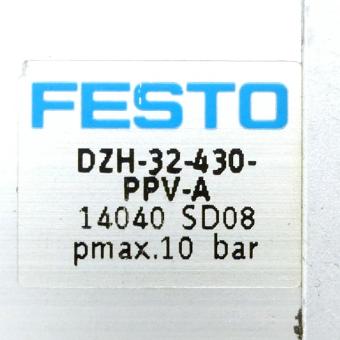 FESTO
DZH-32-430-
PPV-A
14040 SD08
pmax.10 bar